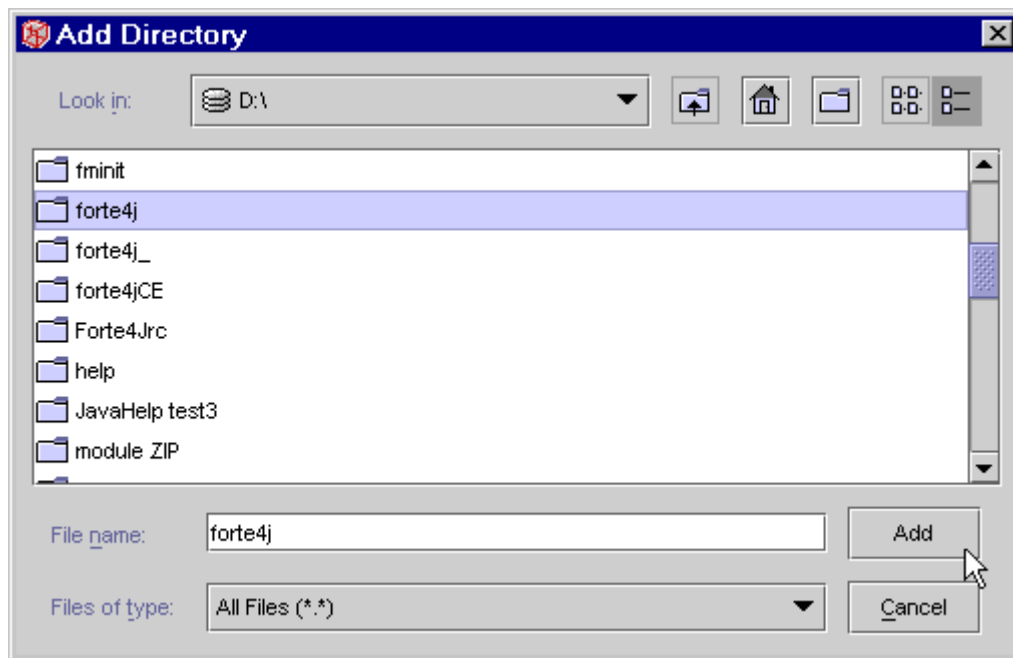 Add Directory
Look in:
D:\
fminit
forte4j
forte4j_
forte4jCE
Forte4Jrc
help
JavaHelp test3
module ZIP
File name:
forte4j
Add
Files of type:
All Files (*.*)
Cancel